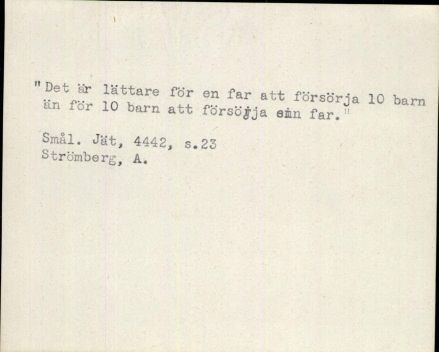 "Det är lättare för en far att försörja 10 barn
än för 10 barn att försörja sin far."
Smål. Jät, 4442, s.23
Strömberg, A.